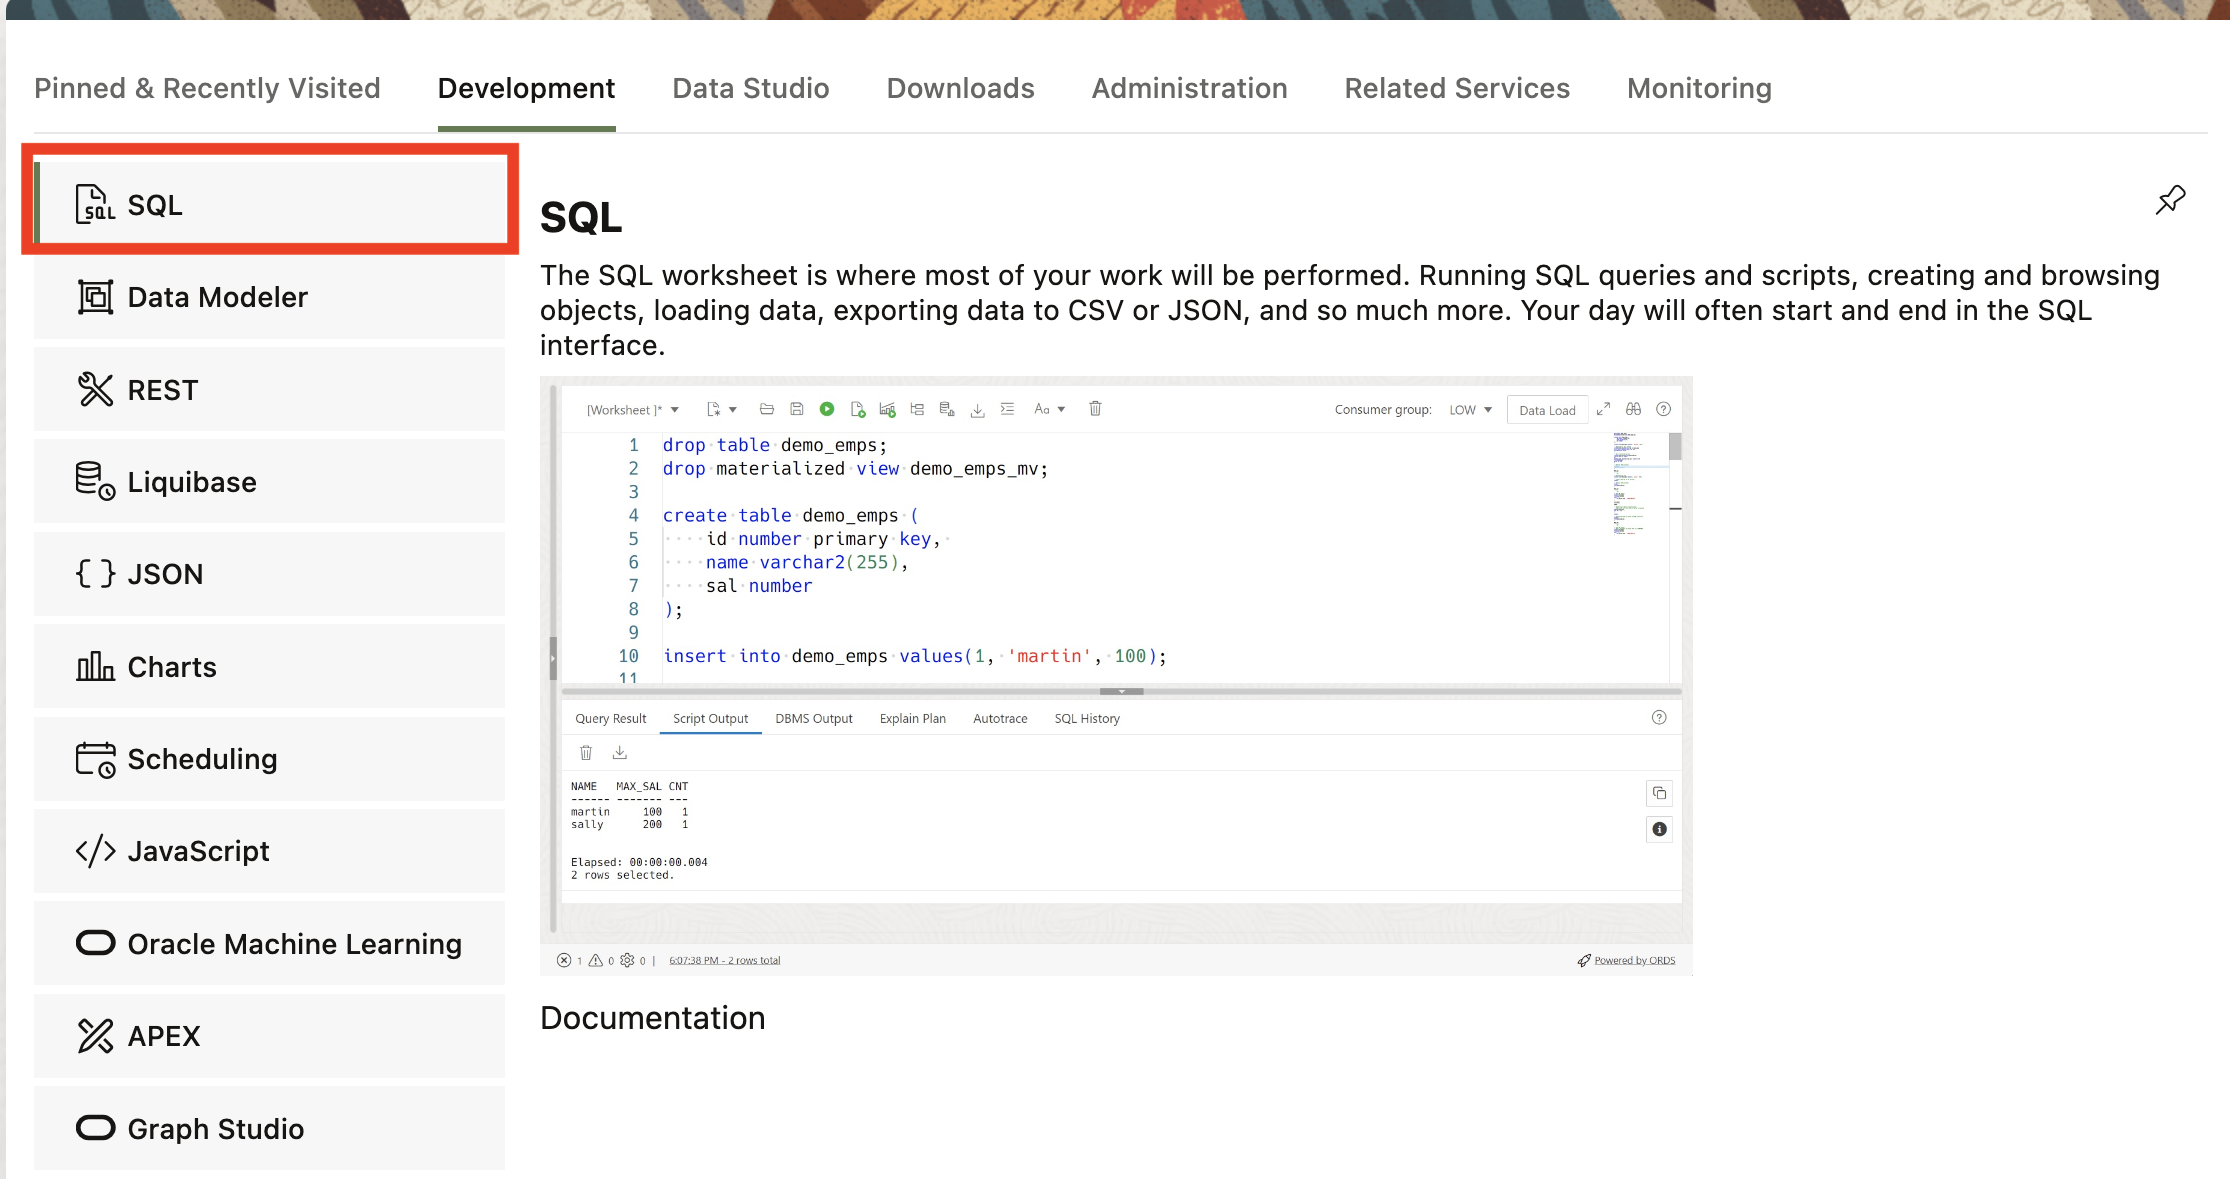 Pinned & Recently Visited Development Data Studio Downloads Administration Related Services Monitoring
SQL
Data Modeler
REST
Liquibase
JSON
Charts
Scheduling
JavaScript
Oracle Machine Learning
APEX
Graph Studio
SQL
The SQL worksheet is where most of your work will be performed. Running SQL queries and scripts, creating and browsing
objects, loading data, exporting data to CSV or JSON, and so much more. Your day will often start and end in the SQL
interface.
[Worksheet ]* Aa Consumer group: LOW Data Load
1 drop table demo_emps;
2 drop materialized view demo_emps_mv;
3
4 create table demo_emps (
5 id number primary key,
6 name varchar2(255),
7 sal number
8 );
9
10 insert into demo_emps values(1, 'martin', 100);
11
Query Result Script Output DBMS Output Explain Plan Autotrace SQL History
NAME MAX_SAL CNT
------ ------- ---
martin 100 1
sally 200 1
Elapsed: 00:00:00.004
2 rows selected.
1 0 0 | 6:07:38 PM - 2 rows total Powered by ORDS
Documentation